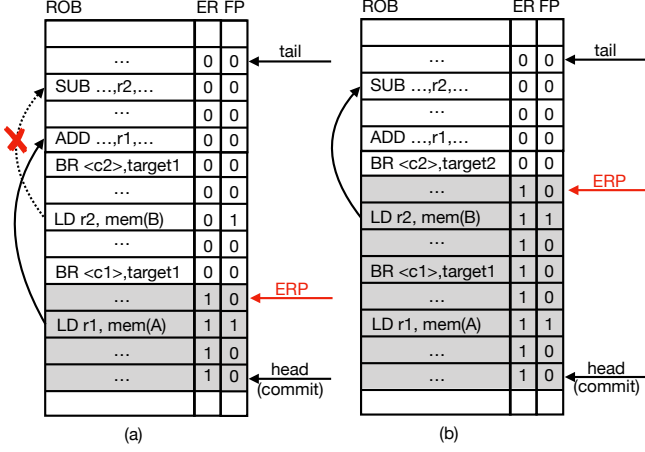 ROB ER FP
... 0 0 tail
SUB ...,r2,... 0 0
... 0 0
ADD ...,r1,... 0 0
BR <c2>,target1 0 0
... 0 0
LD r2, mem(B) 0 1
... 0 0
BR <c1>,target1 0 0
... 1 0 ERP
LD r1, mem(A) 1 1
... 1 0
... 1 0 head
(commit)
(a)
ROB ER FP
... 0 0 tail
SUB ...,r2,... 0 0
... 0 0
ADD ...,r1,... 0 0
BR <c2>,target2 0 0
... 1 0 ERP
LD r2, mem(B) 1 1
... 1 0
BR <c1>,target1 1 0
... 1 0
LD r1, mem(A) 1 1
... 1 0
... 1 0 head
(commit)
(b)